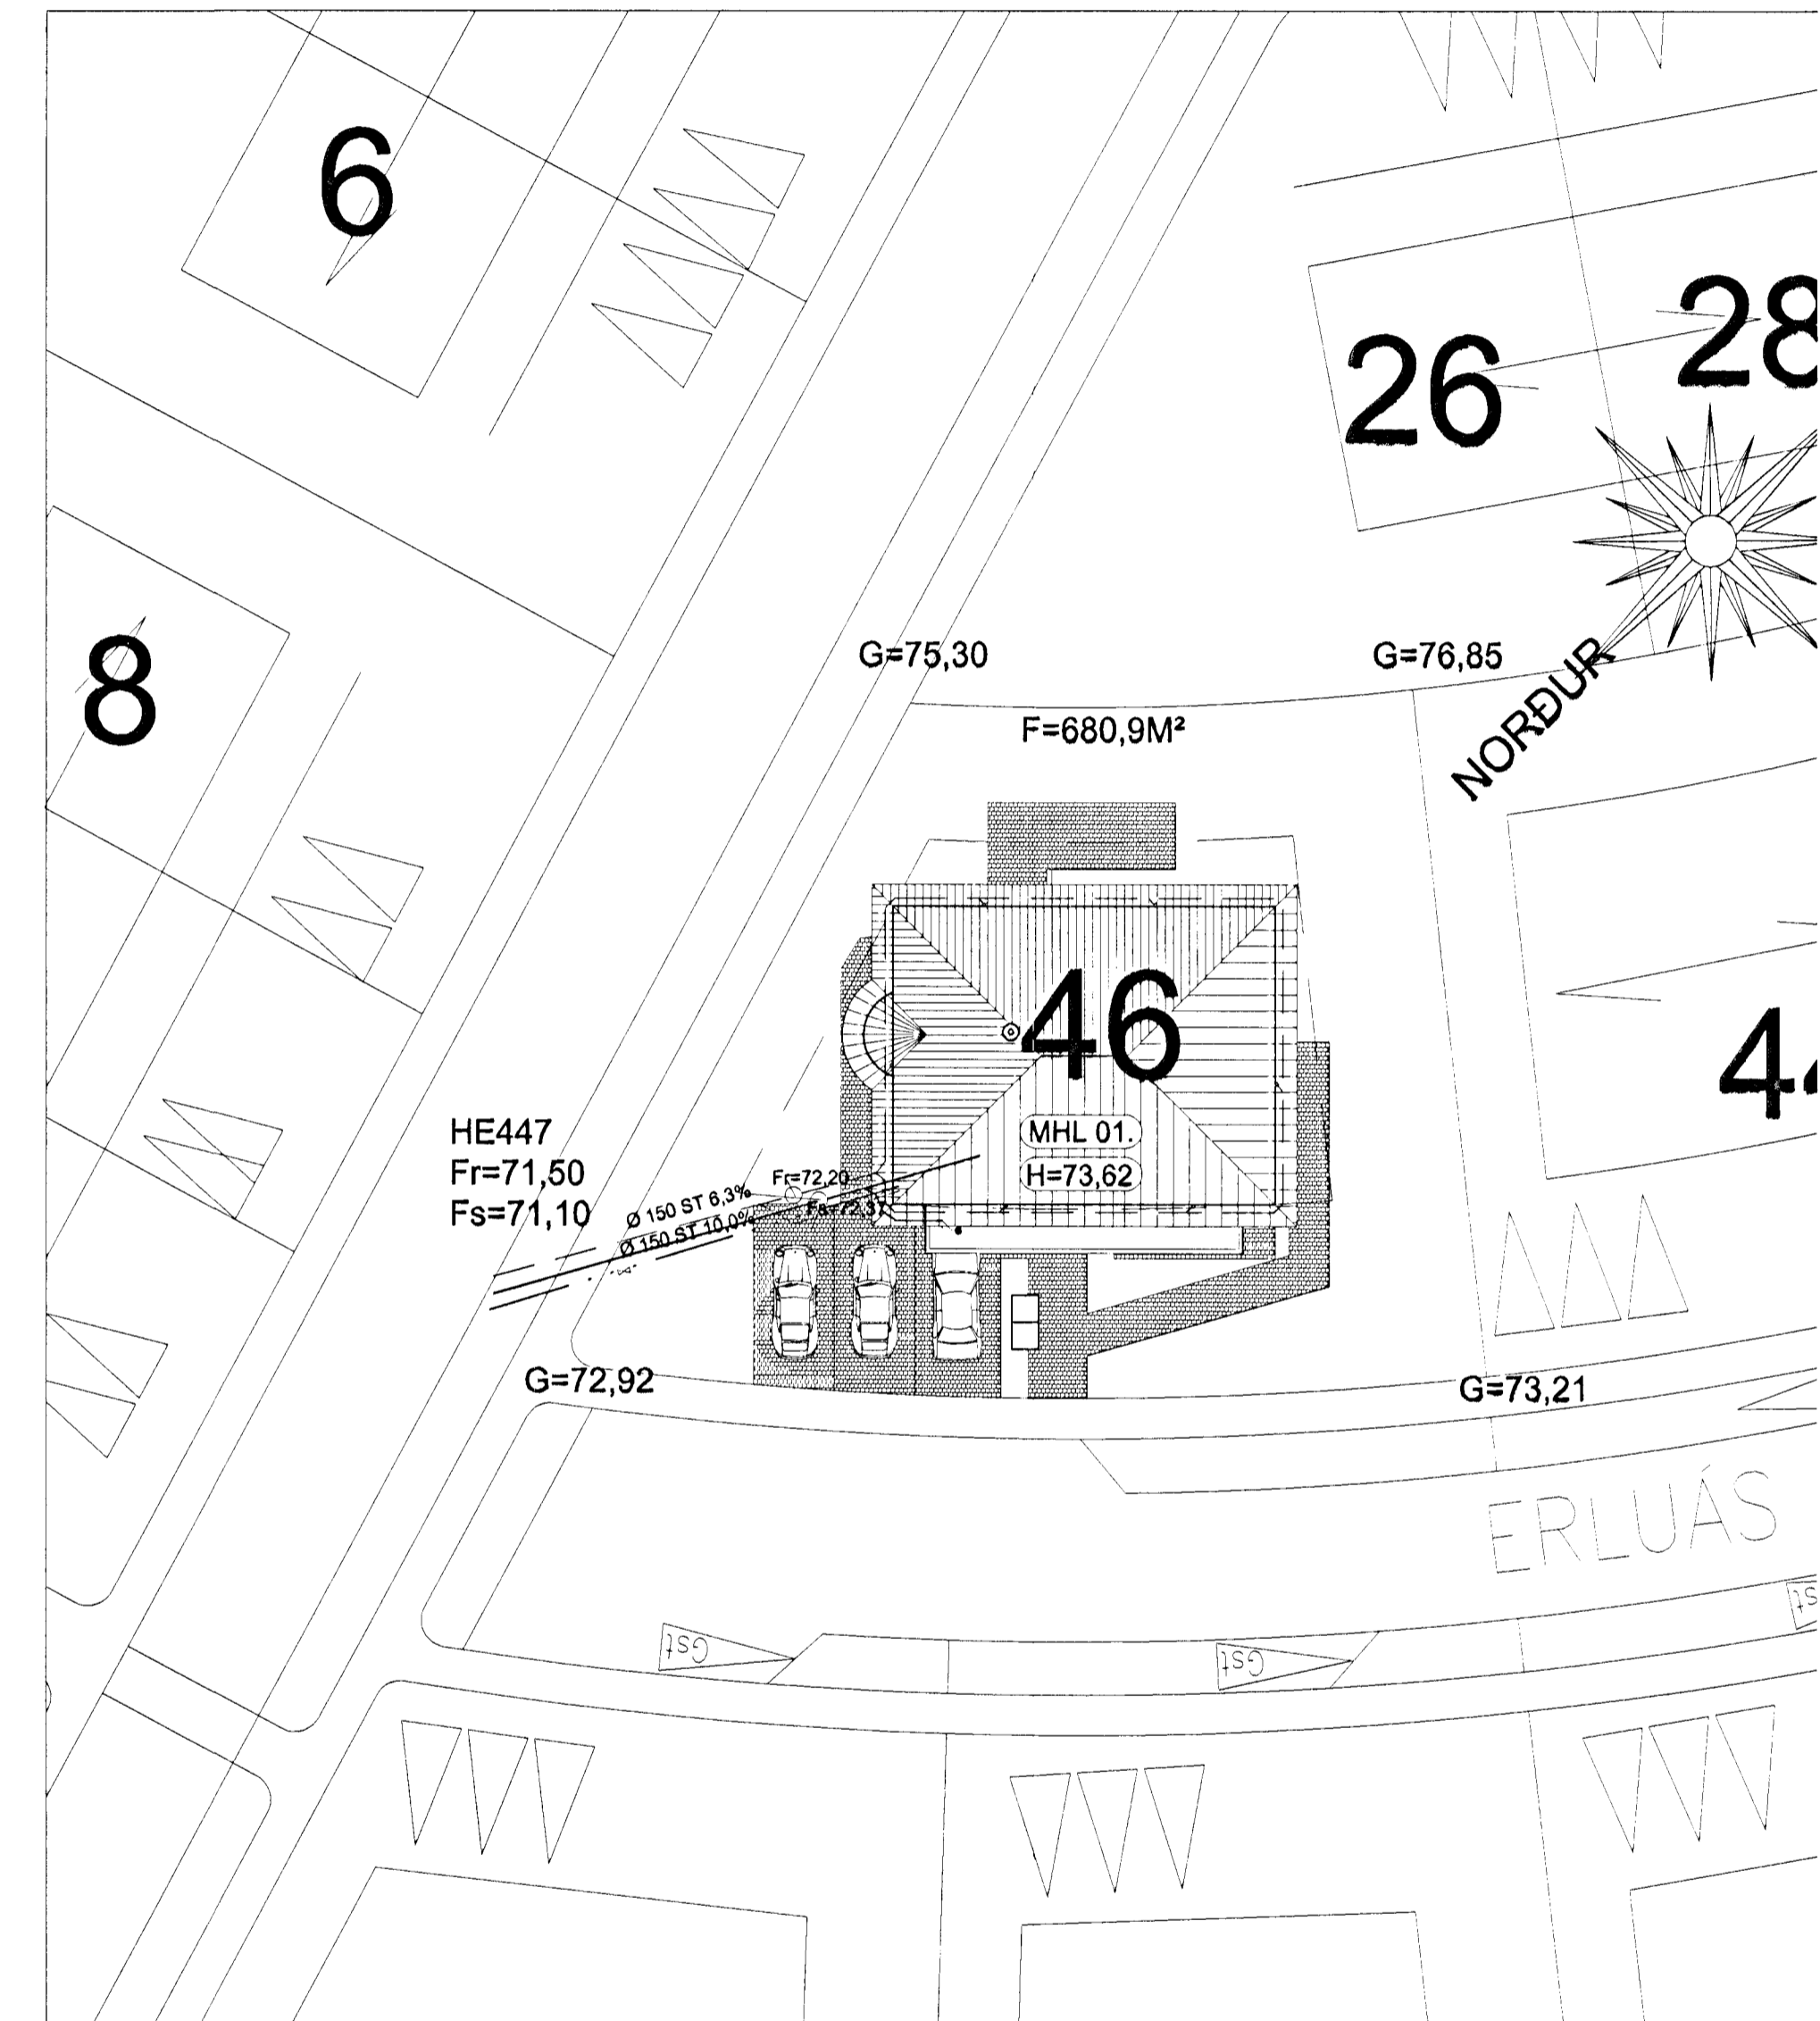 6
28
26
8
G=75,30
G=76,85
NORÐUR
F=680,9M²
46
HE447
Fr=71,50
Fs=71,10
MHL 01.
H=73,62
Fr=72,20
Ø 150 ST 6,3%
Ø 150 ST 10,0%
G=72,92
G=73,21
ERLUÁS
Gst
Gst